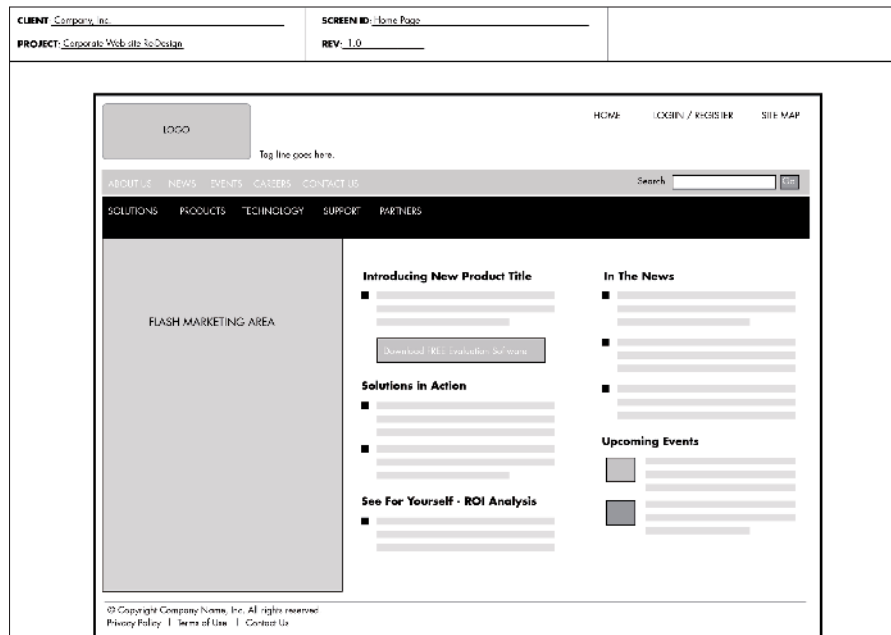 CLIENT: Company, Inc.
SCREEN ID: Home Page
PROJECT: Corporate Web site ReDesign
REV: 1.0
LOGO
HOME LOGIN / REGISTER SITE MAP
Tag line goes here.
ABOUT US NEWS EVENTS CAREERS CONTACT US
Search Go
SOLUTIONS PRODUCTS TECHNOLOGY SUPPORT PARTNERS
FLASH MARKETING AREA
Introducing New Product Title
Download FREE Evaluation Software
Solutions in Action
See For Yourself - ROI Analysis
In The News
Upcoming Events
© Copyright Company Name, Inc. All rights reserved
Privacy Policy | Terms of Use | Contact Us